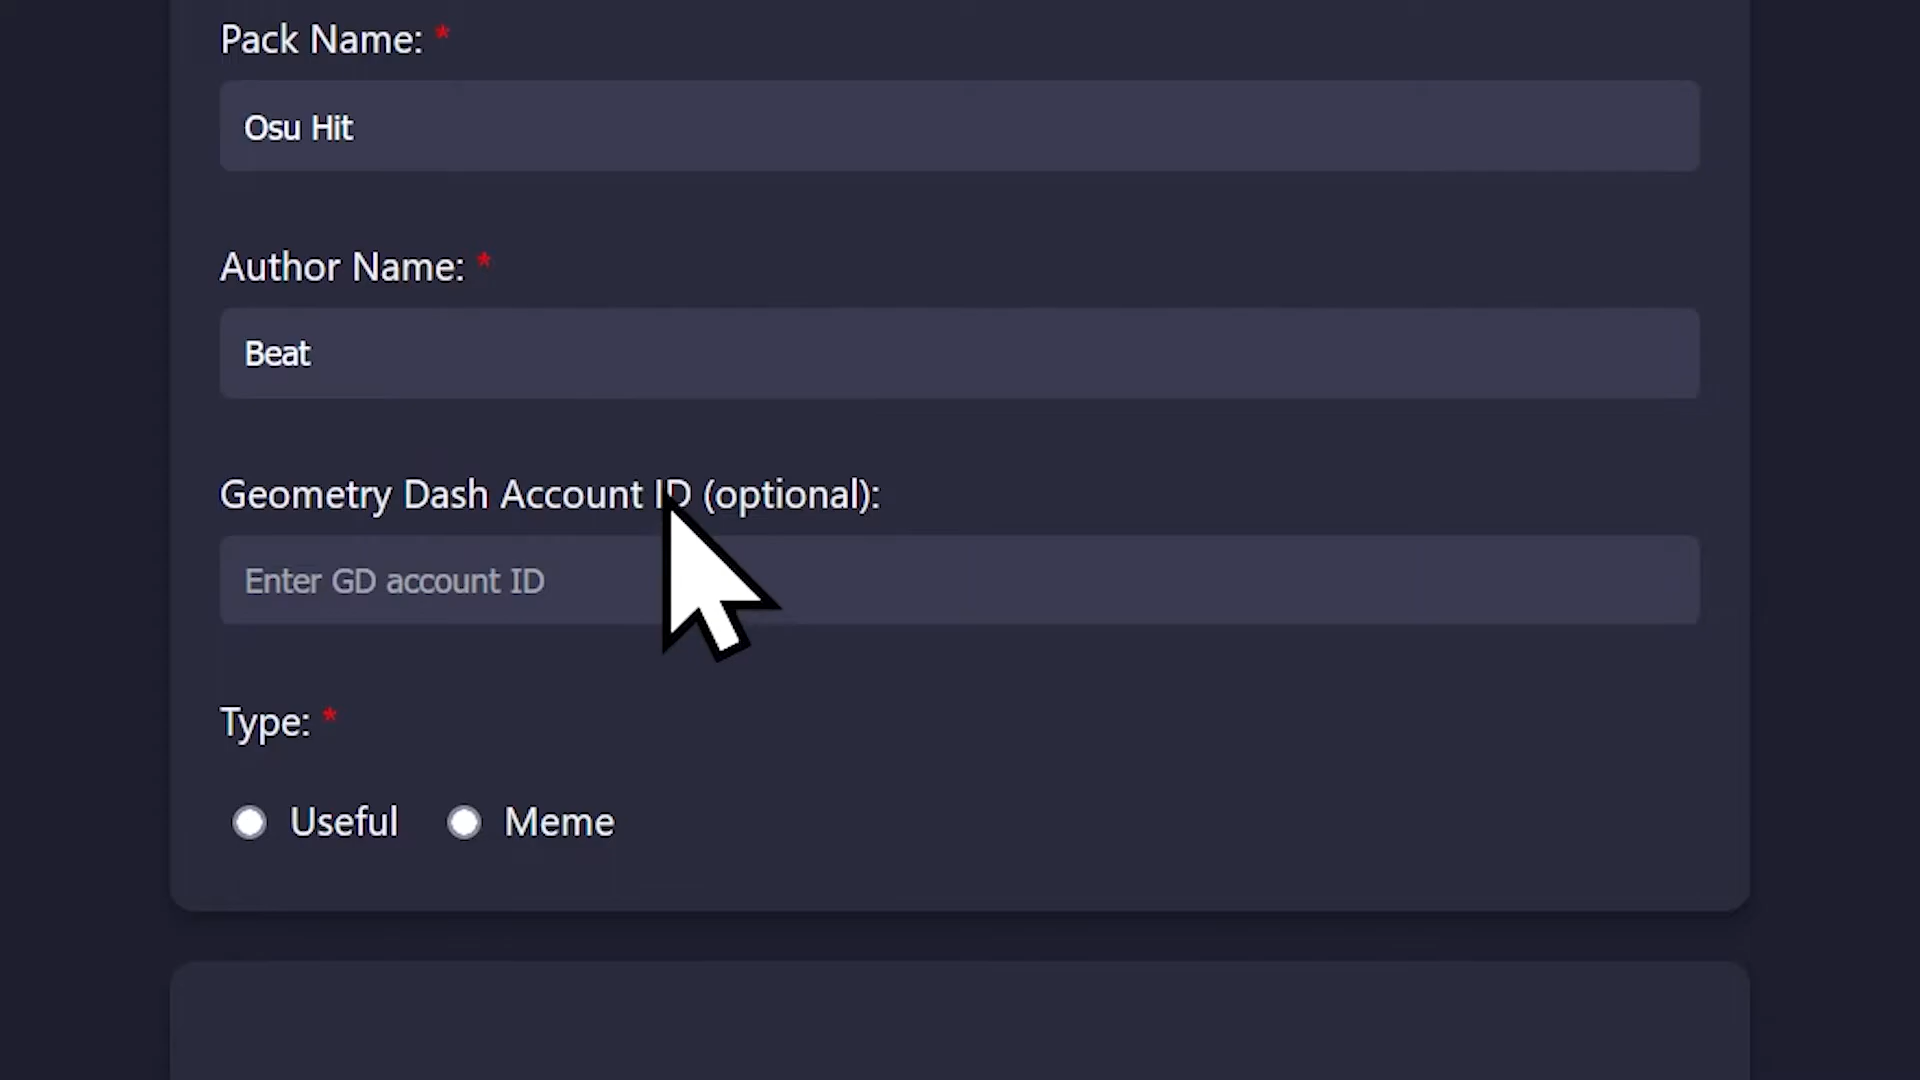 Pack Name: *
Osu Hit
Author Name: *
Beat
Geometry Dash Account ID (optional):
Enter GD account ID
Type: *
Useful Meme